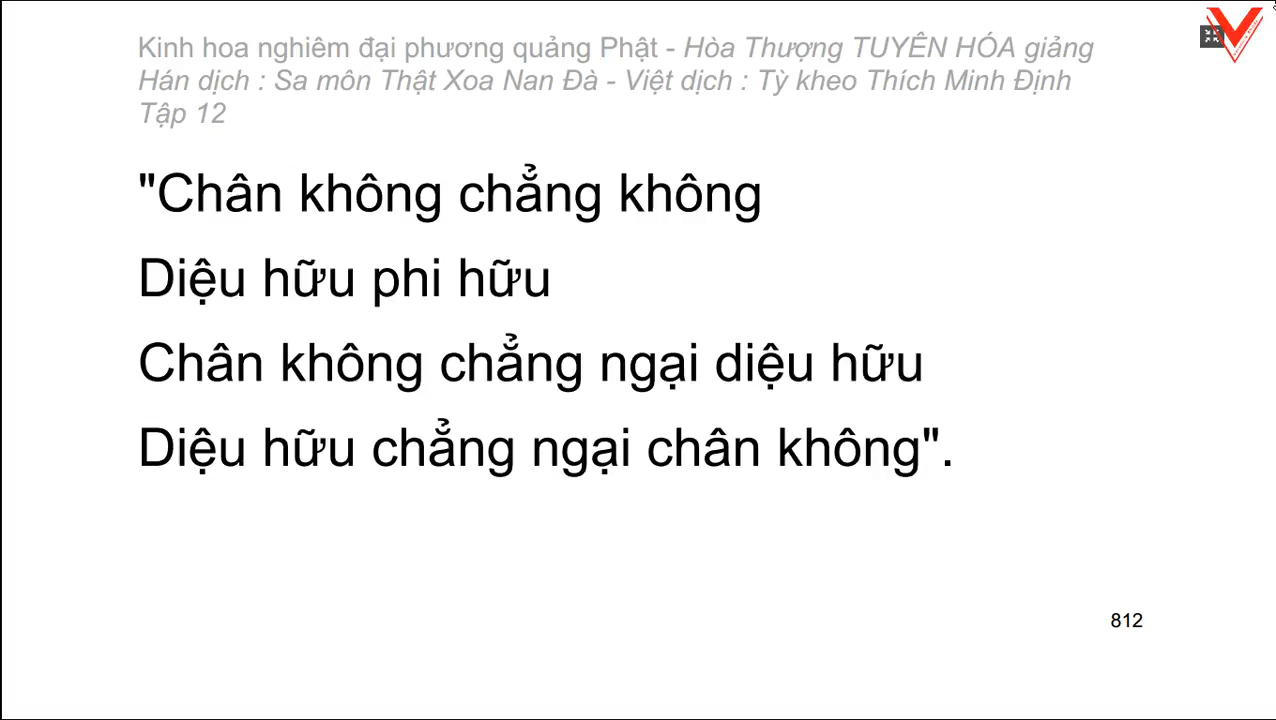 Kinh hoa nghiêm đại phương quảng Phật - Hòa Thượng TUYÊN HÓA giảng
Hán dịch : Sa môn Thật Xoa Nan Đà - Việt dịch : Tỳ kheo Thích Minh Định
Tập 12
"Chân không chẳng không
Diệu hữu phi hữu
Chân không chẳng ngại diệu hữu
Diệu hữu chẳng ngại chân không".
812